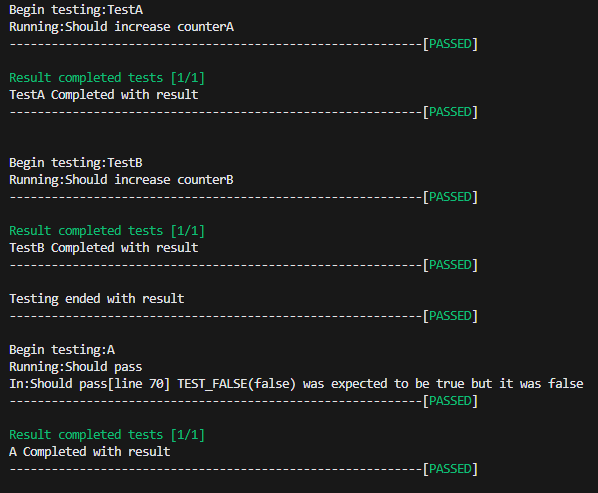 Begin testing:TestA
Running:Should increase counterA
-----------------------------------------------------------[PASSED]
Result completed tests [1/1]
TestA Completed with result
-----------------------------------------------------------[PASSED]
Begin testing:TestB
Running:Should increase counterB
-----------------------------------------------------------[PASSED]
Result completed tests [1/1]
TestB Completed with result
-----------------------------------------------------------[PASSED]
Testing ended with result
-----------------------------------------------------------[PASSED]
Begin testing:A
Running:Should pass
In:Should pass[line 70] TEST_FALSE(false) was expected to be true but it was false
-----------------------------------------------------------[PASSED]
Result completed tests [1/1]
A Completed with result
-----------------------------------------------------------[PASSED]